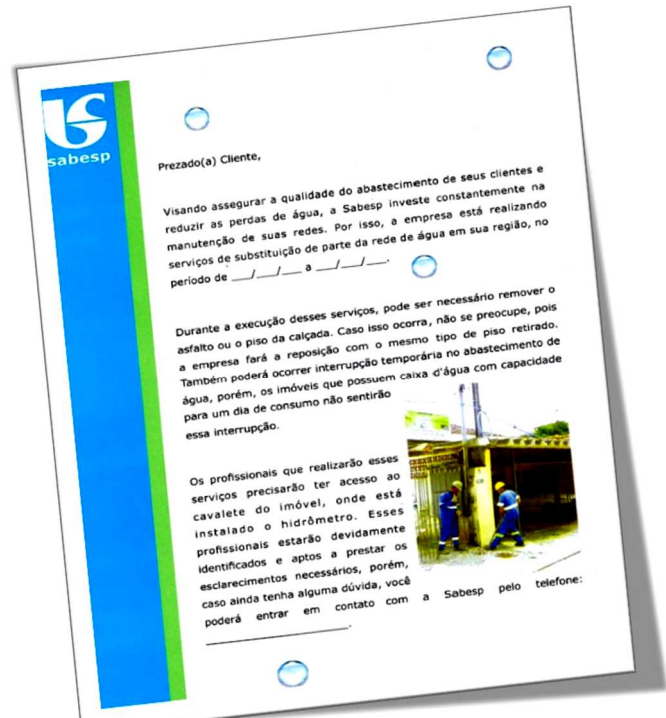 sabesp
Prezado(a) Cliente,
Visando assegurar a qualidade do abastecimento de seus clientes e
reduzir as perdas de água, a Sabesp investe constantemente na
manutenção de suas redes. Por isso, a empresa está realizando
serviços de substituição de parte da rede de água em sua região, no
período de ___/___/___ a ___/___/___.
Durante a execução desses serviços, pode ser necessário remover o
asfalto ou o piso da calçada. Caso isso ocorra, não se preocupe, pois
a empresa fará a reposição com o mesmo tipo de piso retirado.
Também poderá ocorrer interrupção temporária no abastecimento de
água, porém, os imóveis que possuem caixa d'água com capacidade
para um dia de consumo não sentirão
essa interrupção.
Os profissionais que realizarão esses
serviços precisarão ter acesso ao
cavalete do imóvel, onde está
instalado o hidrômetro. Esses
profissionais estarão devidamente
identificados e aptos a prestar os
esclarecimentos necessários, porém,
caso ainda tenha alguma dúvida, você
poderá entrar em contato com a Sabesp pelo telefone:
____________________.